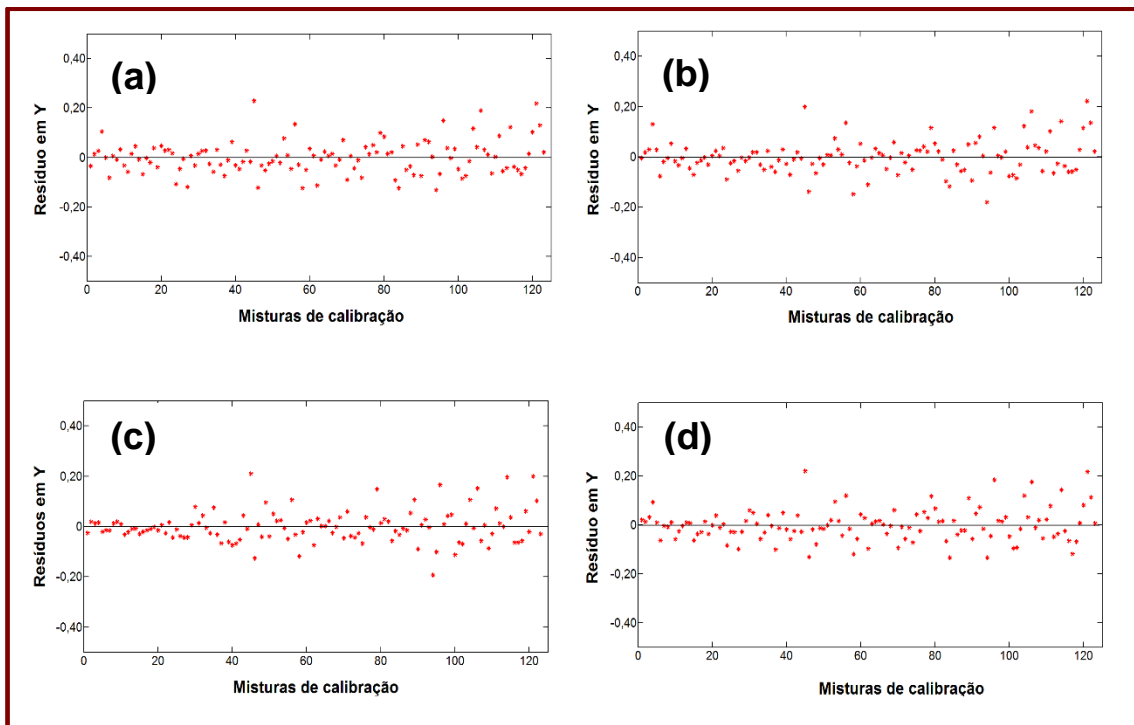 (a)
Resíduo em Y
0,40
0,20
0
-0,20
-0,40
0 20 40 60 80 100 120
Misturas de calibração
(b)
Resíduo em Y
0,40
0,20
0
-0,20
-0,40
0 20 40 60 80 100 120
Misturas de calibração
(c)
Resíduos em Y
0,40
0,20
0
-0,20
-0,40
0 20 40 60 80 100 120
Misturas de calibração
(d)
Resíduo em Y
0,40
0,20
0
-0,20
-0,40
0 20 40 60 80 100 120
Misturas de calibração